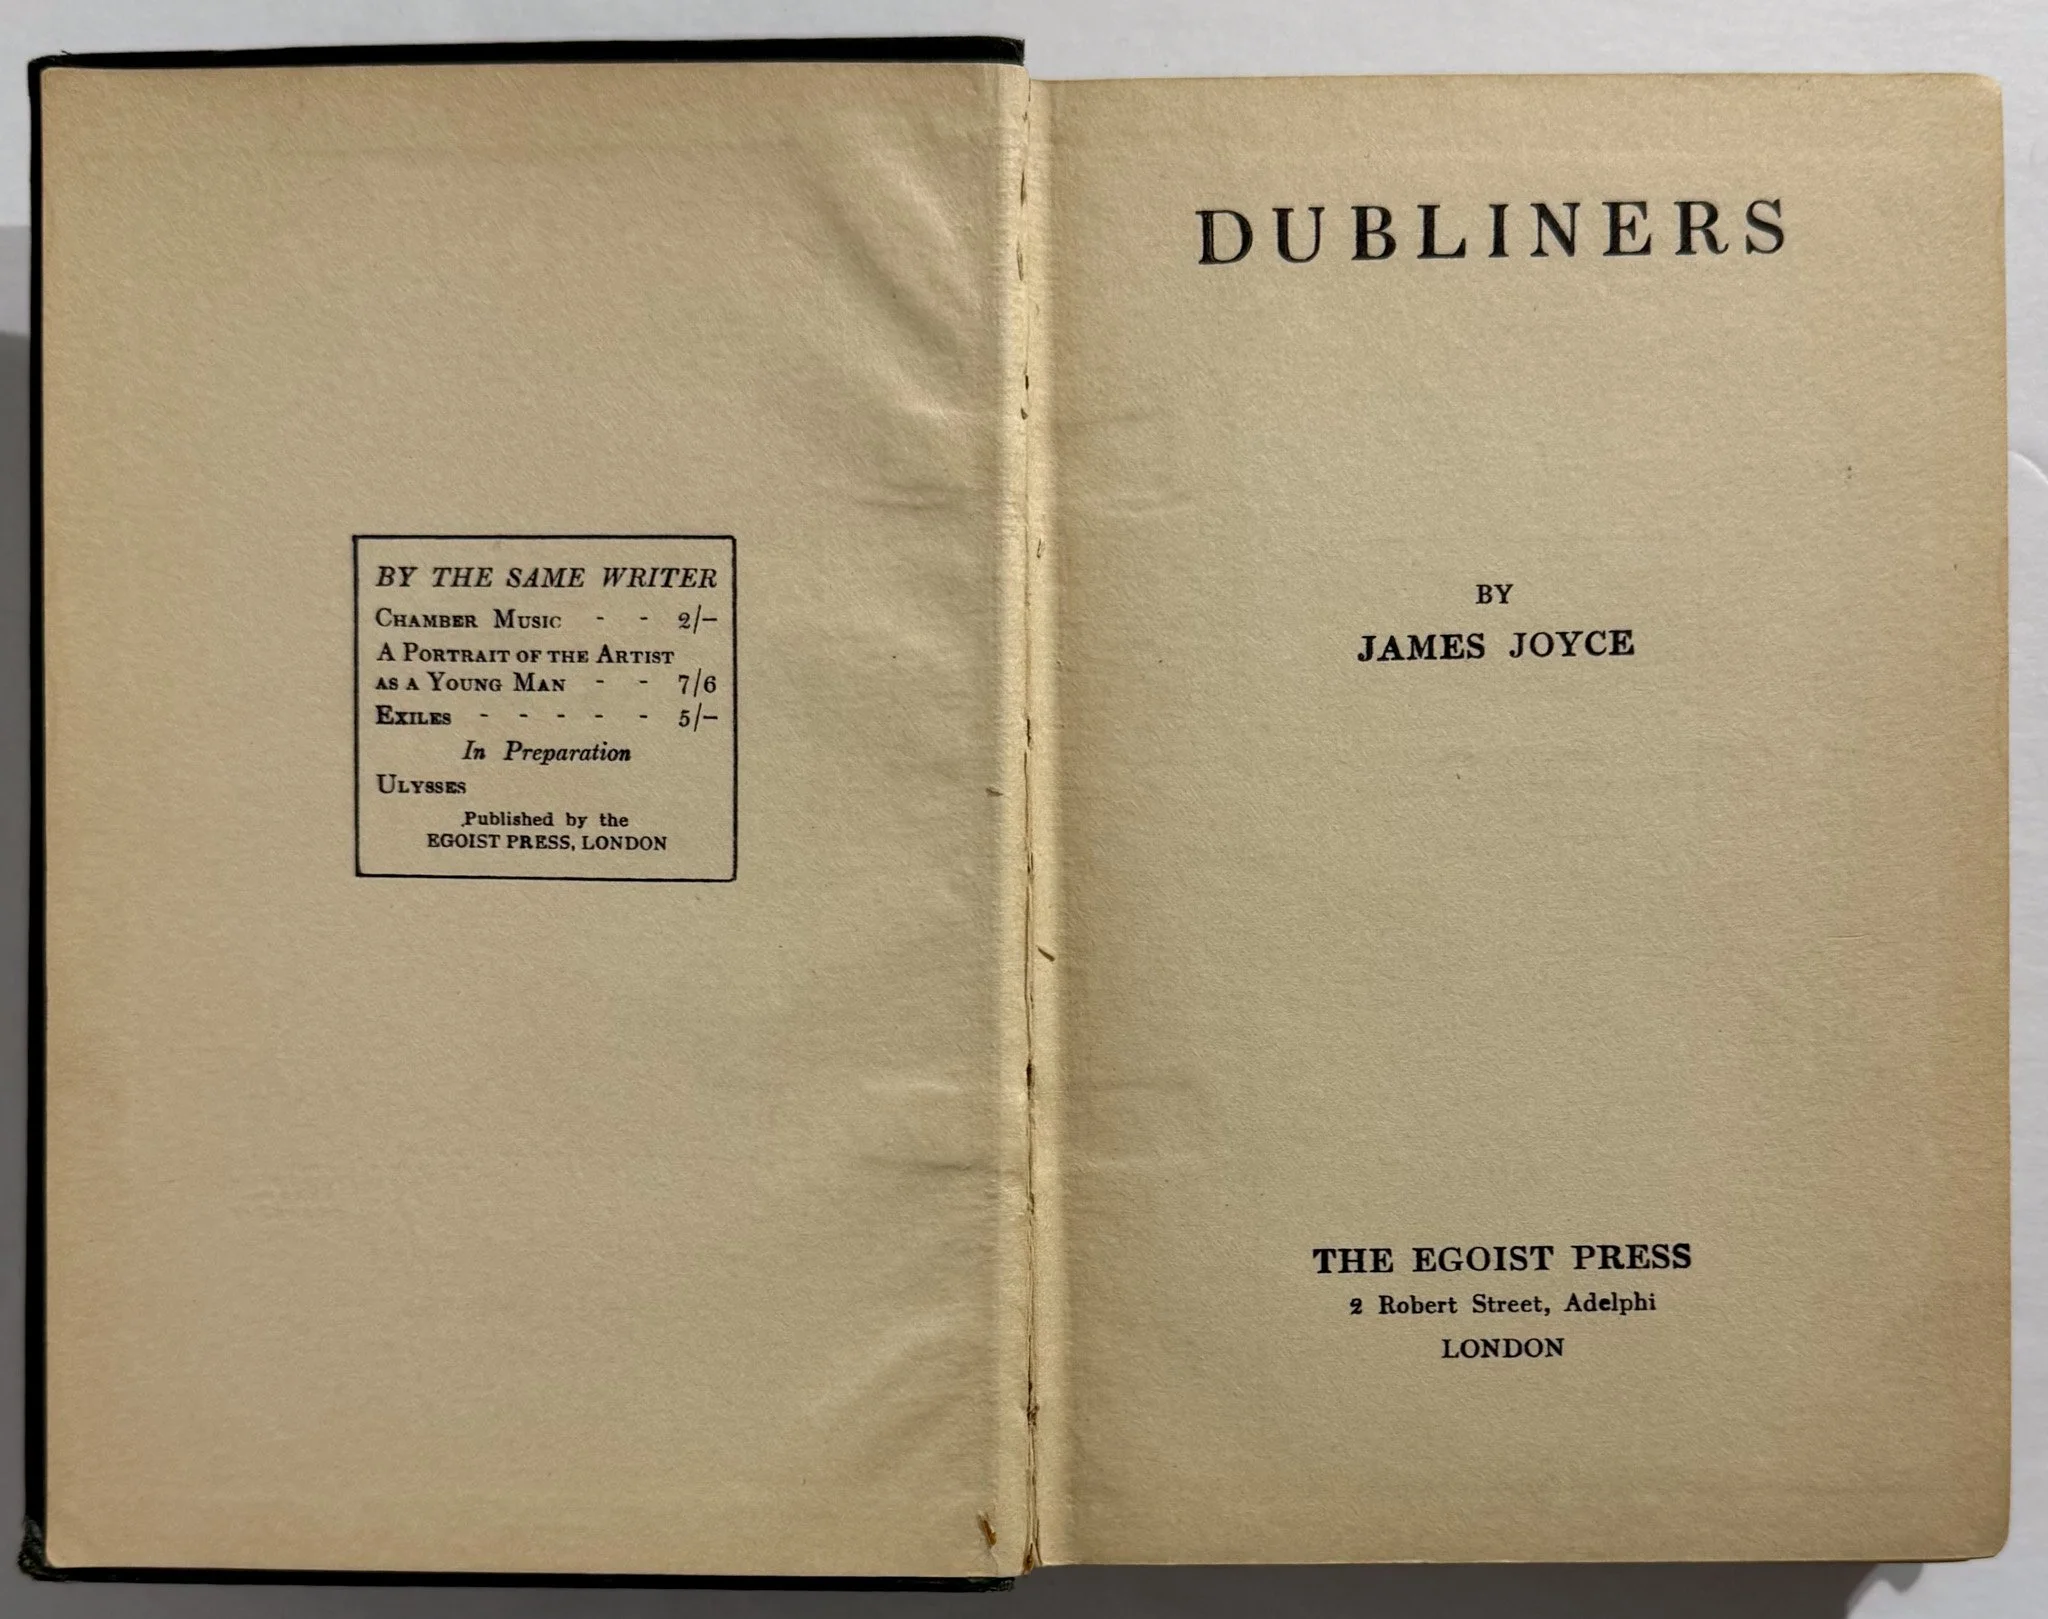 BY THE SAME WRITER
CHAMBER MUSIC - - 2/–
A PORTRAIT OF THE ARTIST
AS A YOUNG MAN - - 7/6
EXILES - - - - - 5/–
In Preparation
ULYSSES
Published by the
EGOIST PRESS, LONDON
DUBLINERS
BY
JAMES JOYCE
THE EGOIST PRESS
2 Robert Street, Adelphi
LONDON